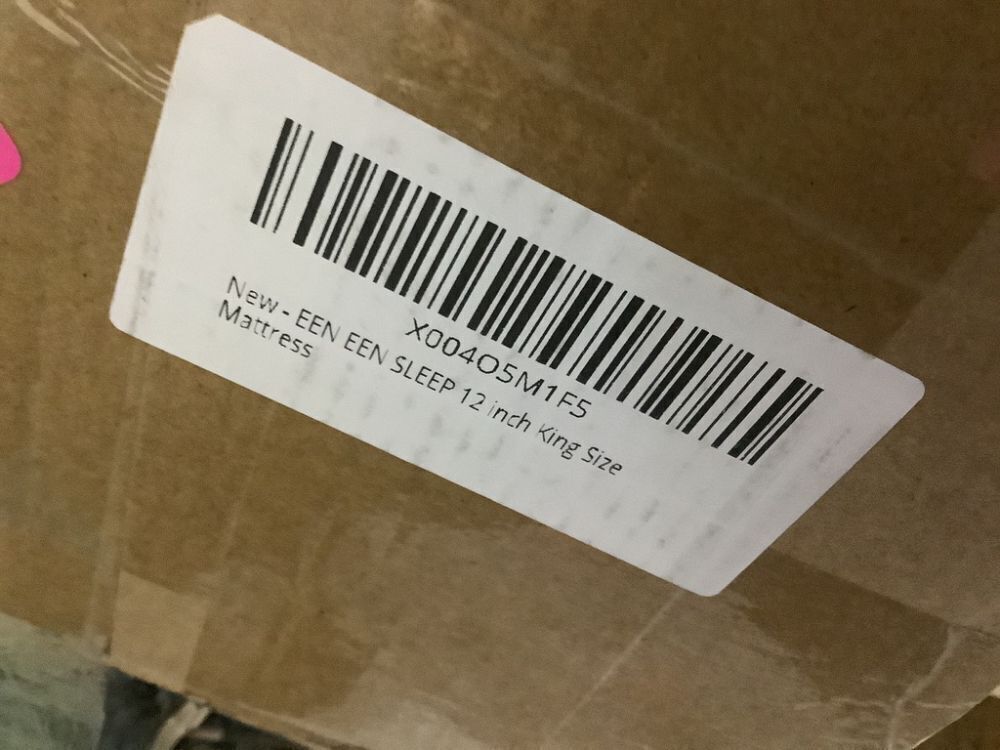 X004O5M1F5
New - EEN EEN SLEEP 12 inch King Size
Mattress